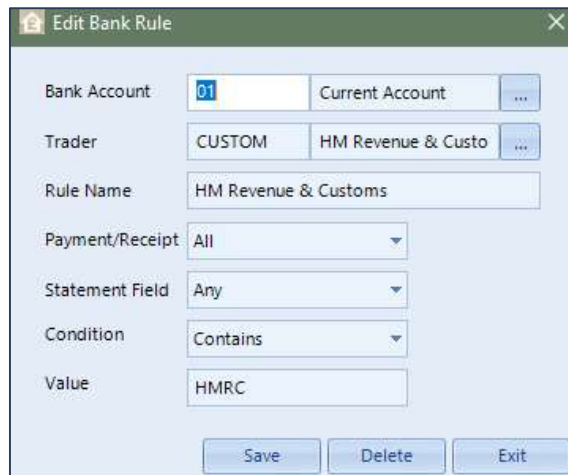 Edit Bank Rule
Bank Account 01 Current Account ...
Trader CUSTOM HM Revenue & Custo ...
Rule Name HM Revenue & Customs
Payment/Receipt All
Statement Field Any
Condition Contains
Value HMRC
Save Delete Exit